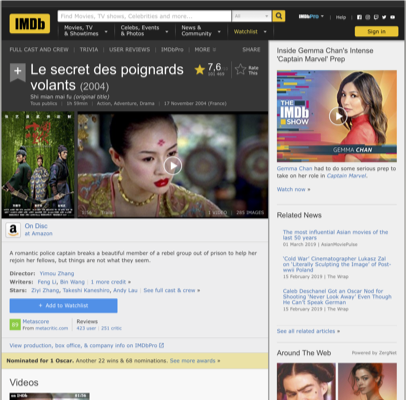 IMDb
Find Movies, TV shows, Celebrities and more...
All
IMDbPro
Help
Movies, TV
& Showtimes
Celebs, Events
& Photos
News &
Community
Watchlist
Sign in
FULL CAST AND CREW | TRIVIA | USER REVIEWS | IMDbPro | MORE
SHARE
Le secret des poignards
volants (2004)
Shi mian mai fu (original title)
Tous publics | 1h 59min | Action, Adventure, Drama | 17 November 2004 (France)
7,6
Rate
This
1 VIDEO | 265 IMAGES
On Disc
at Amazon
A romantic police captain breaks a beautiful member of a rebel group out of prison to help her
rejoin her fellows, but things are not what they seem.
Director: Yimou Zhang
Writers: Feng Li, Bin Wang | 1 more credit »
Stars: Ziyi Zhang, Takeshi Kaneshiro, Andy Lau | See full cast & crew »
+ Add to Watchlist
Metascore
From metacritic.com
Reviews
423 user | 251 critic
View production, box office, & company info on IMDbPro
Nominated for 1 Oscar. Another 22 wins & 68 nominations. See more awards »
Videos
Inside Gemma Chan's Intense
'Captain Marvel' Prep
THE
IMDb
SHOW
GEMMA CHAN
Gemma Chan had to do some serious prep
to take on her role in Captain Marvel.
Watch now »
Related News
The most influential Asian movies of the
last 50 years
01 March 2019 | AsianMoviePulse
'Cold War' Cinematographer Lukasz Zal
on 'Literally Sculpting the Image' of Post-
wwii Poland
15 February 2019 | The Wrap
Caleb Deschanel Got an Oscar Nod for
Shooting 'Never Look Away' Even Though
He Can't Speak German
15 February 2019 | The Wrap
See all related articles »
Around The Web
Powered by ZergNet